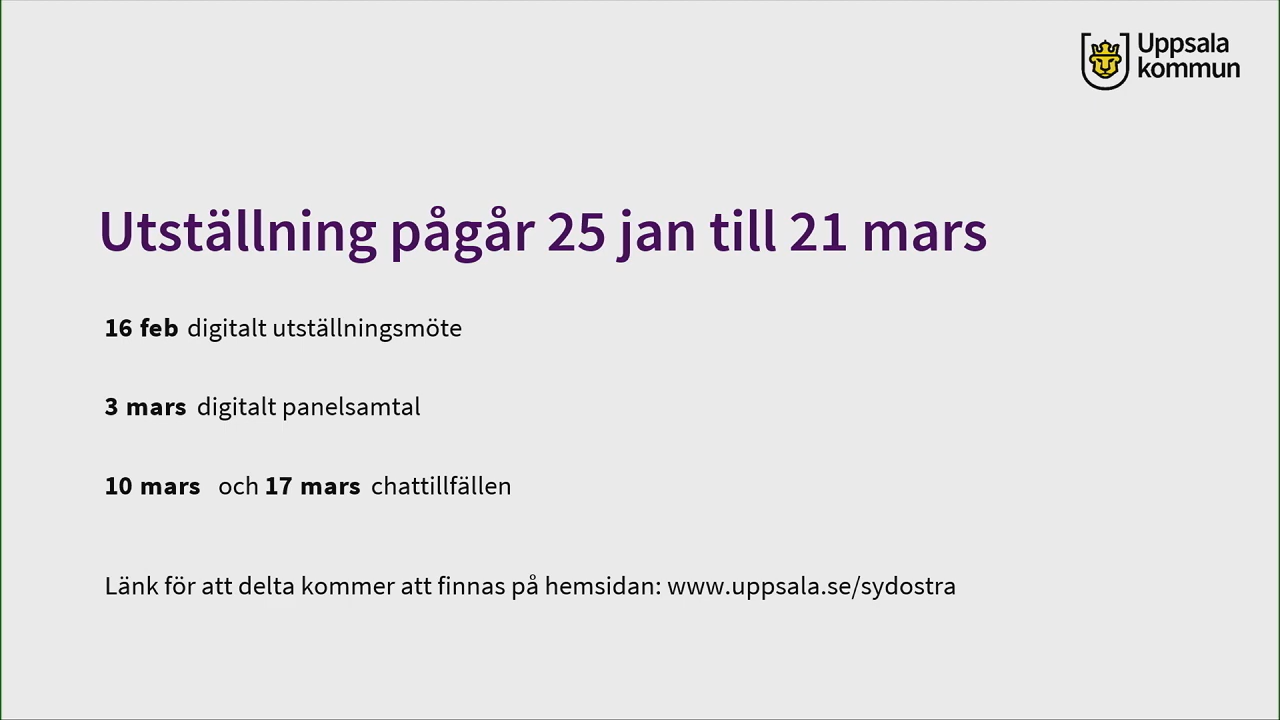 Uppsala
kommun
Utställning pågår 25 jan till 21 mars
16 feb digitalt utställningsmöte
3 mars digitalt panelsamtal
10 mars och 17 mars chattillfällen
Länk för att delta kommer att finnas på hemsidan: www.uppsala.se/sydostra